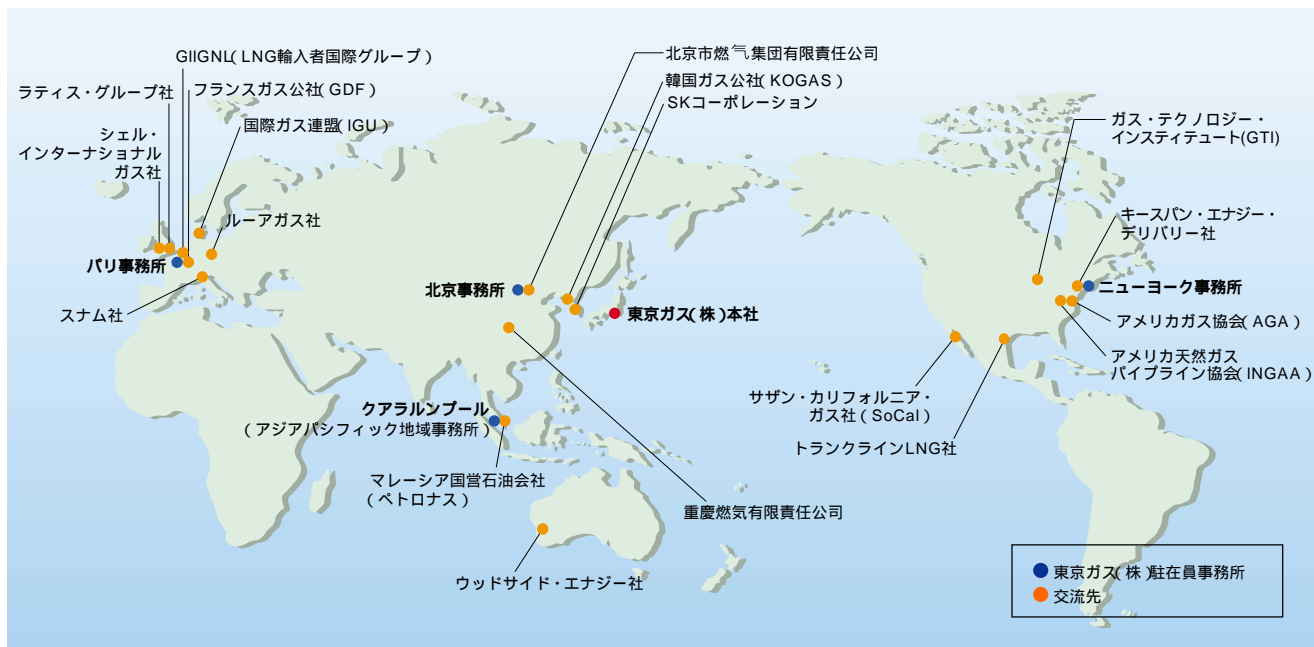 GIIGNL(LNG輸入者国際グループ)
フランスガス公社(GDF)
ラティス・グループ社
国際ガス連盟(IGU)
シェル・
インターナショナル
ガス社
ルーアガス社
パリ事務所
スナム社
北京市燃气集団有限責任公司
韓国ガス公社(KOGAS)
SKコーポレーション
北京事務所
東京ガス(株)本社
クアラルンプール
(アジアパシフィック地域事務所)
マレーシア国営石油会社
(ペトロナス)
重慶燃気有限責任公司
ウッドサイド・エナジー社
ガス・テクノロジー・
インスティテュート(GTI)
キースパン・エナジー・
デリバリー社
ニューヨーク事務所
アメリカガス協会(AGA)
アメリカ天然ガス
パイプライン協会(INGAA)
サザン・カリフォルニア・
ガス社(SoCal)
トランクラインLNG社
東京ガス(株)駐在員事務所
交流先